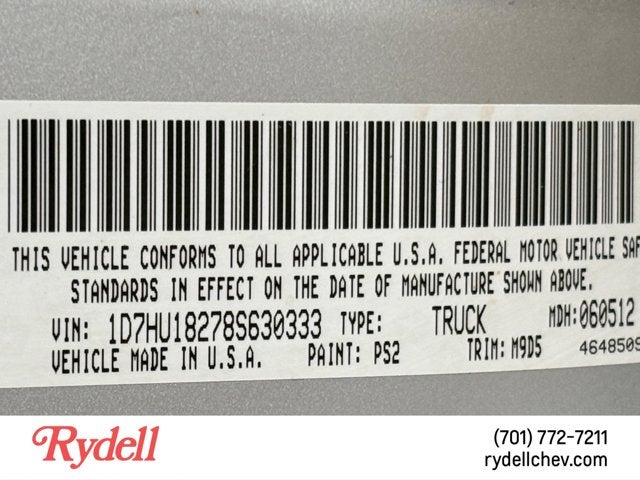 THIS VEHICLE CONFORMS TO ALL APPLICABLE U.S.A. FEDERAL MOTOR VEHICLE SAF
STANDARDS IN EFFECT ON THE DATE OF MANUFACTURE SHOWN ABOVE.
VIN: 1D7HU18278S630333 TYPE: TRUCK MDH:060512
VEHICLE MADE IN U.S.A. PAINT: PS2 TRIM: M9D5 4648509
Rydell
(701) 772-7211
rydellchev.com